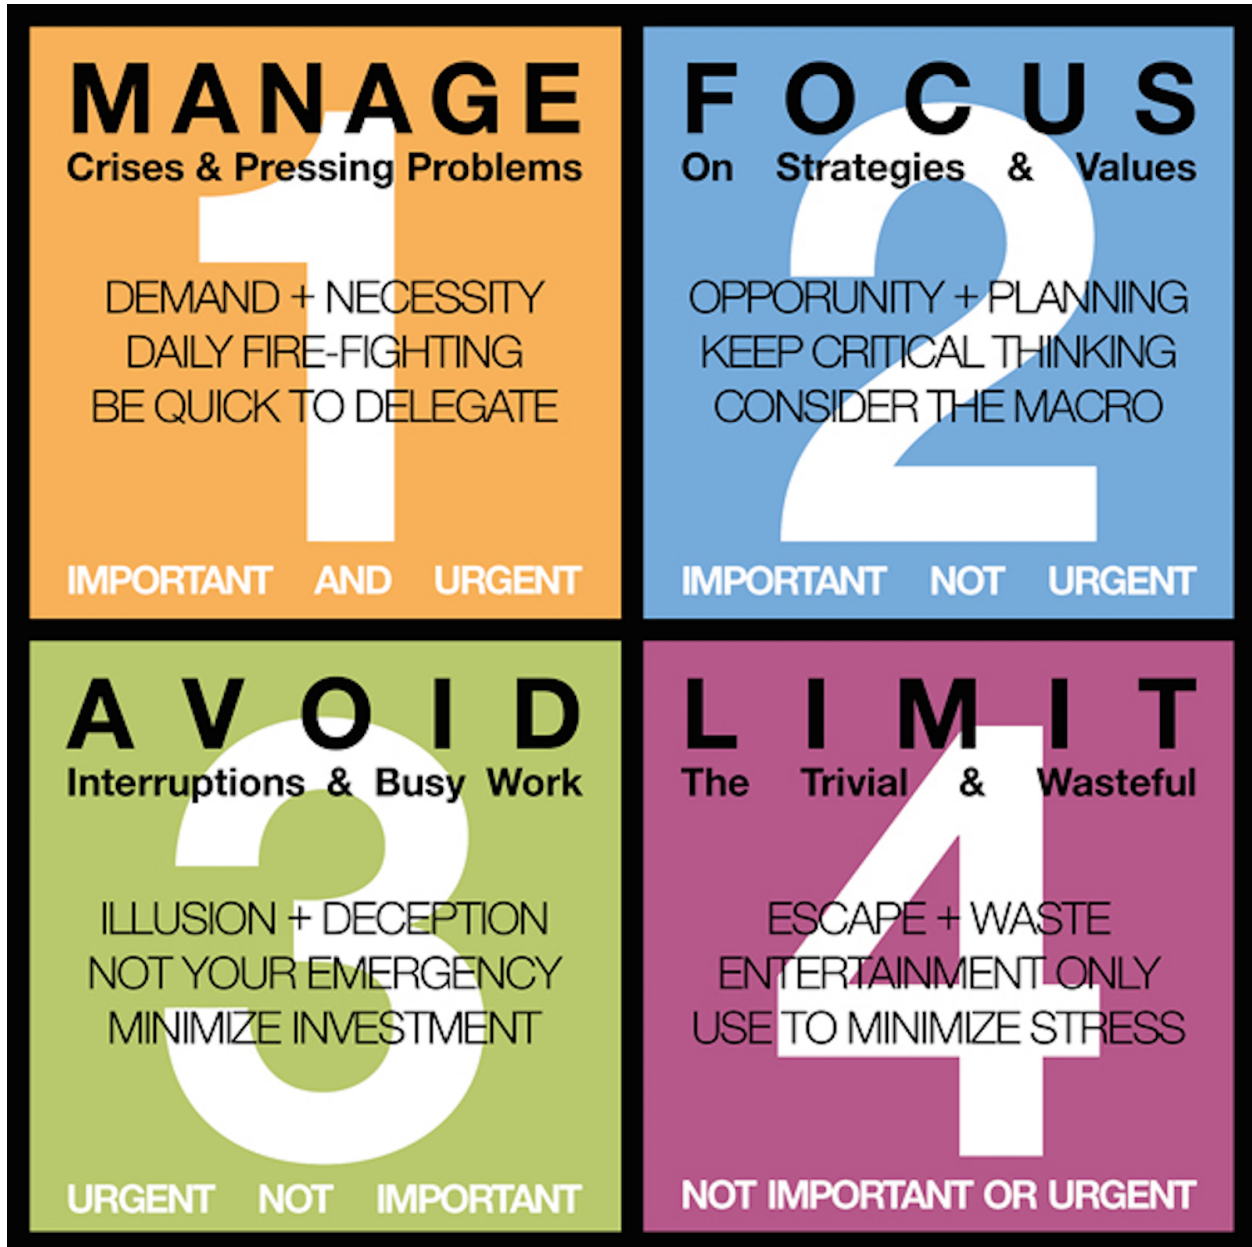 MANAGE
Crises & Pressing Problems
1
DEMAND + NECESSITY
DAILY FIRE-FIGHTING
BE QUICK TO DELEGATE
IMPORTANT AND URGENT
FOCUS
On Strategies & Values
2
OPPORUNITY + PLANNING
KEEP CRITICAL THINKING
CONSIDER THE MACRO
IMPORTANT NOT URGENT
AVOID
Interruptions & Busy Work
3
ILLUSION + DECEPTION
NOT YOUR EMERGENCY
MINIMIZE INVESTMENT
URGENT NOT IMPORTANT
LIMIT
The Trivial & Wasteful
4
ESCAPE + WASTE
ENTERTAINMENT ONLY
USE TO MINIMIZE STRESS
NOT IMPORTANT OR URGENT